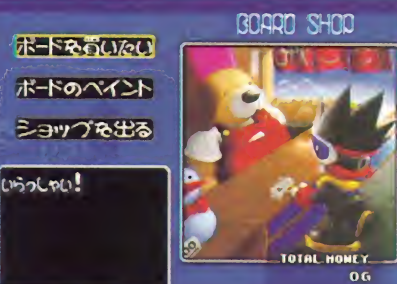 BOARD SHOP
ボードを買いたい
ボードのペイント
ショップを出る
いらっしゃい!
TOTAL MONEY
0G